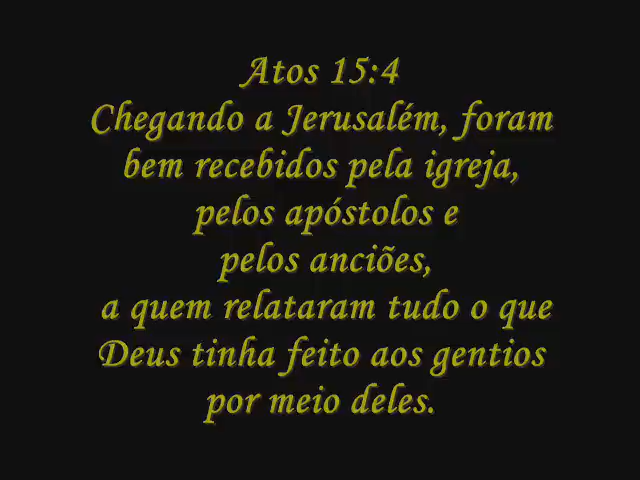 Atos 15:4
Chegando a Jerusalém, foram
bem recebidos pela igreja,
pelos apóstolos e
pelos anciões,
a quem relataram tudo o que
Deus tinha feito aos gentios
por meio deles.